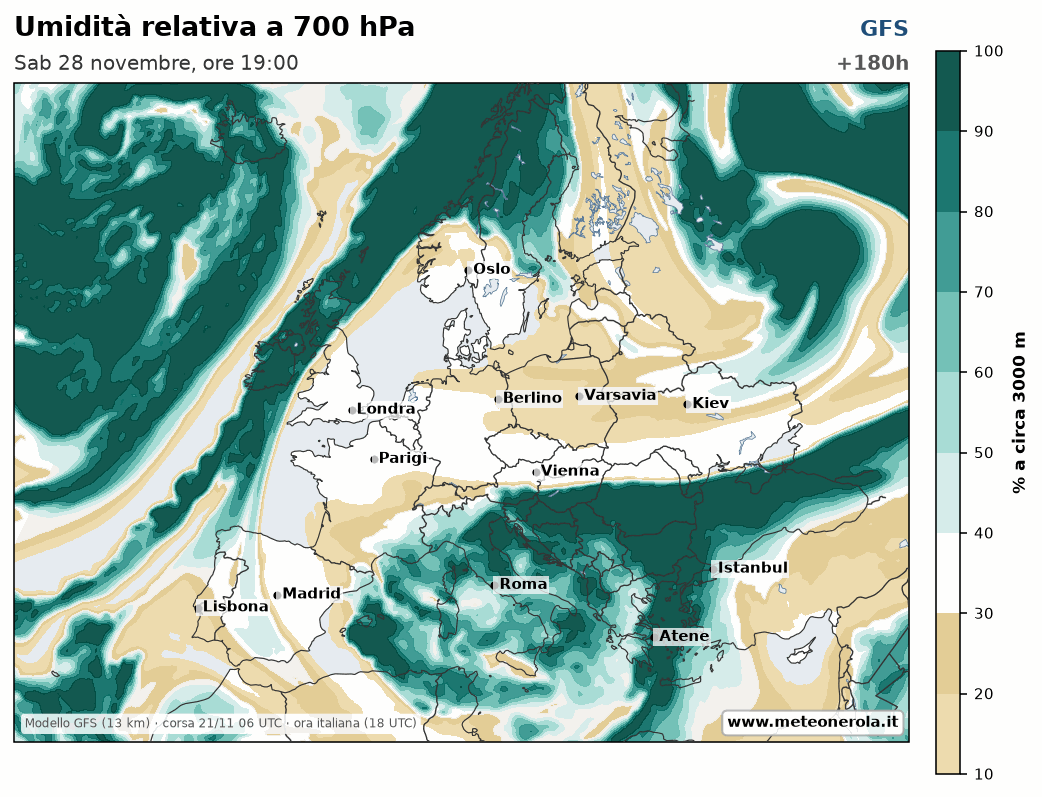 Umidità relativa a 700 hPa
GFS
Sab 28 novembre, ore 19:00
+180h
100
90
80
70
60
50
40
30
20
10
% a circa 3000 m
Oslo
Berlino
Varsavia
Kiev
Londra
Parigi
Vienna
Istanbul
Roma
Madrid
Lisbona
Atene
Modello GFS (13 km) · corsa 21/11 06 UTC · ora italiana (18 UTC)
www.meteonerola.it